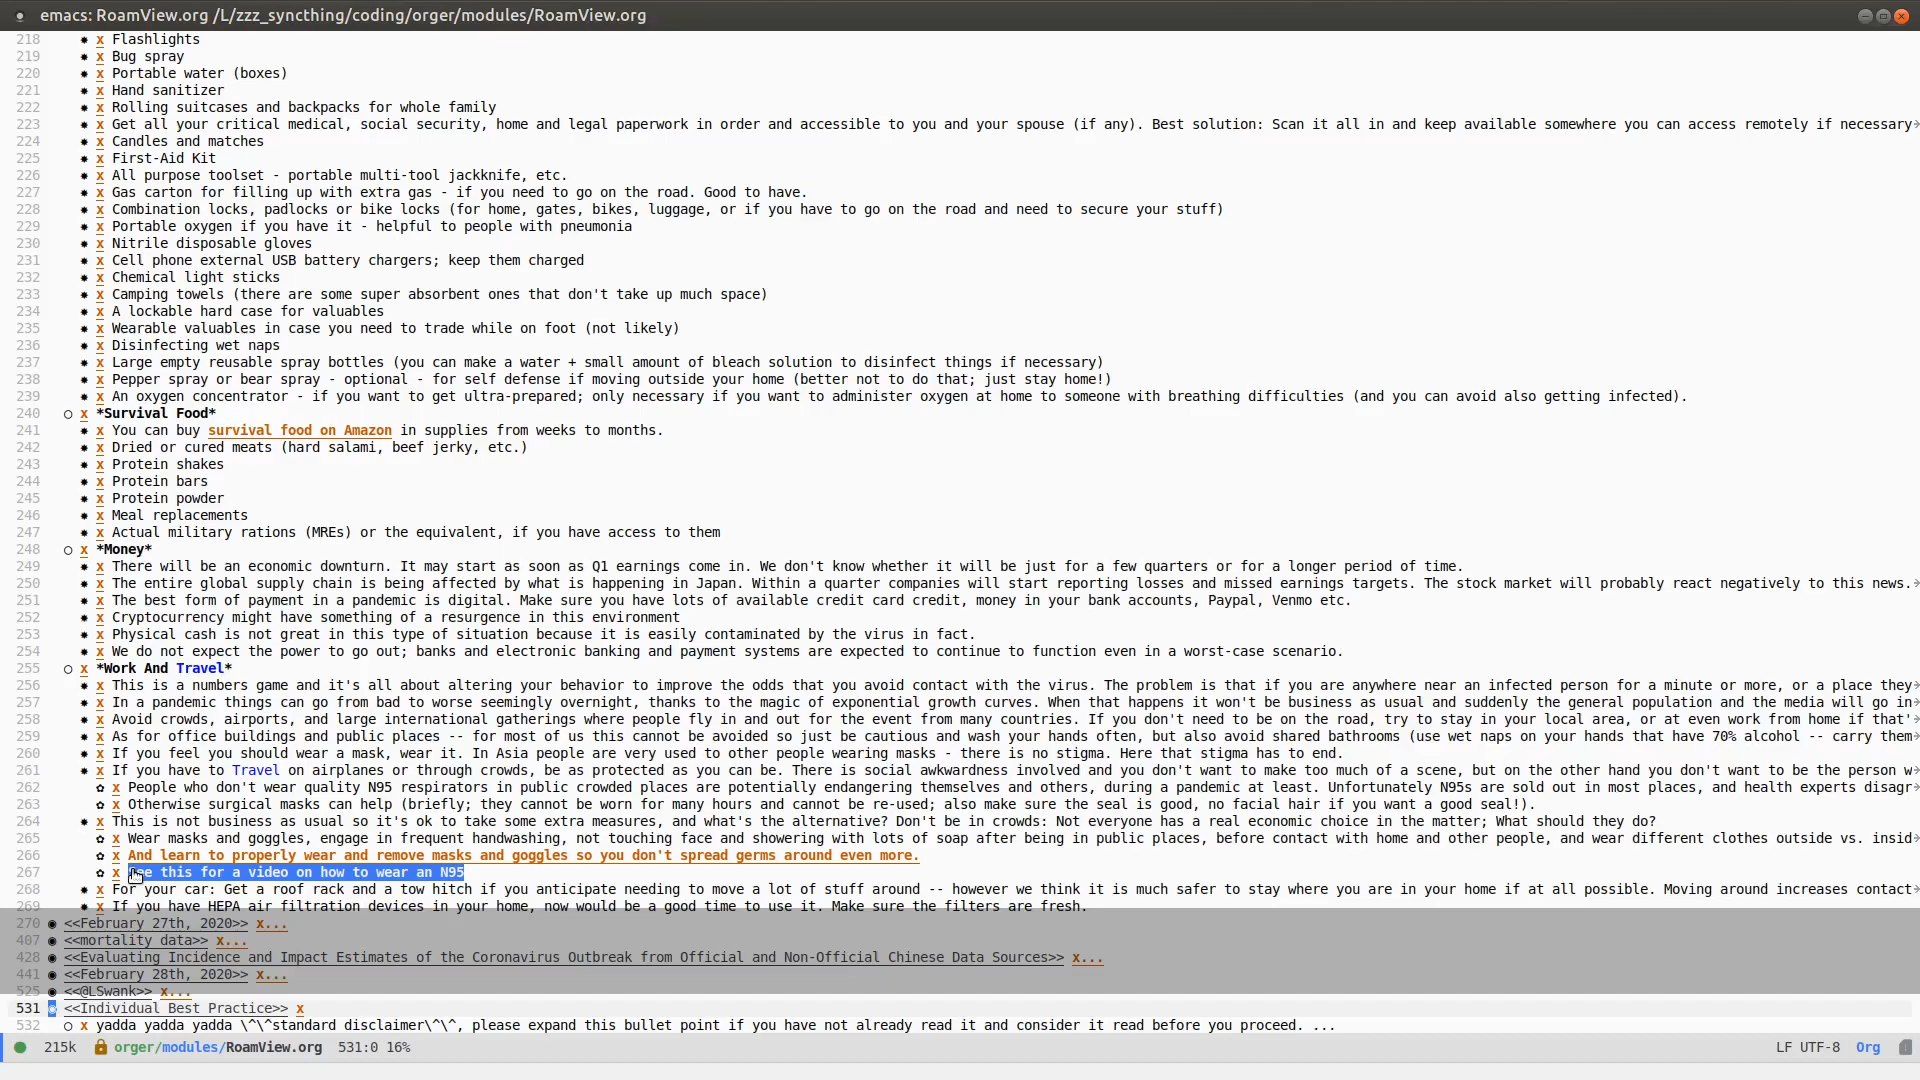 emacs: RoamView.org /L/zzz_syncthing/coding/orger/modules/RoamView.org
218 x Flashlights
219 x Bug spray
220 x Portable water (boxes)
221 x Hand sanitizer
222 x Rolling suitcases and backpacks for whole family
223 x Get all your critical medical, social security, home and legal paperwork in order and accessible to you and your spouse (if any). Best solution: Scan it all in and keep available somewhere you can access remotely if necessary
224 x Candles and matches
225 x First-Aid Kit
226 x All purpose toolset - portable multi-tool jackknife, etc.
227 x Gas carton for filling up with extra gas - if you need to go on the road. Good to have.
228 x Combination locks, padlocks or bike locks (for home, gates, bikes, luggage, or if you have to go on the road and need to secure your stuff)
229 x Portable oxygen if you have it - helpful to people with pneumonia
230 x Nitrile disposable gloves
231 x Cell phone external USB battery chargers; keep them charged
232 x Chemical light sticks
233 x Camping towels (there are some super absorbent ones that don't take up much space)
234 x A lockable hard case for valuables
235 x Wearable valuables in case you need to trade while on foot (not likely)
236 x Disinfecting wet naps
237 x Large empty reusable spray bottles (you can make a water + small amount of bleach solution to disinfect things if necessary)
238 x Pepper spray or bear spray - optional - for self defense if moving outside your home (better not to do that; just stay home!)
239 x An oxygen concentrator - if you want to get ultra-prepared; only necessary if you want to administer oxygen at home to someone with breathing difficulties (and you can avoid also getting infected).
240 x *Survival Food*
241 x You can buy survival food on Amazon in supplies from weeks to months.
242 x Dried or cured meats (hard salami, beef jerky, etc.)
243 x Protein shakes
244 x Protein bars
245 x Protein powder
246 x Meal replacements
247 x Actual military rations (MREs) or the equivalent, if you have access to them
248 x *Money*
249 x There will be an economic downturn. It may start as soon as Q1 earnings come in. We don't know whether it will be just for a few quarters or for a longer period of time.
250 x The entire global supply chain is being affected by what is happening in Japan. Within a quarter companies will start reporting losses and missed earnings targets. The stock market will probably react negatively to this news.
251 x The best form of payment in a pandemic is digital. Make sure you have lots of available credit card credit, money in your bank accounts, Paypal, Venmo etc.
252 x Cryptocurrency might have something of a resurgence in this environment
253 x Physical cash is not great in this type of situation because it is easily contaminated by the virus in fact.
254 x We do not expect the power to go out; banks and electronic banking and payment systems are expected to continue to function even in a worst-case scenario.
255 x *Work And Travel*
256 x This is a numbers game and it's all about altering your behavior to improve the odds that you avoid contact with the virus. The problem is that if you are anywhere near an infected person for a minute or more, or a place they
257 x In a pandemic things can go from bad to worse seemingly overnight, thanks to the magic of exponential growth curves. When that happens it won't be business as usual and suddenly the general population and the media will go in
258 x Avoid crowds, airports, and large international gatherings where people fly in and out for the event from many countries. If you don't need to be on the road, try to stay in your local area, or at even work from home if that'
259 x As for office buildings and public places -- for most of us this cannot be avoided so just be cautious and wash your hands often, but also avoid shared bathrooms (use wet naps on your hands that have 70% alcohol -- carry them
260 x If you feel you should wear a mask, wear it. In Asia people are very used to other people wearing masks - there is no stigma. Here that stigma has to end.
261 x If you have to Travel on airplanes or through crowds, be as protected as you can be. There is social awkwardness involved and you don't want to make too much of a scene, but on the other hand you don't want to be the person w
262 x People who don't wear quality N95 respirators in public crowded places are potentially endangering themselves and others, during a pandemic at least. Unfortunately N95s are sold out in most places, and health experts disagr
263 x Otherwise surgical masks can help (briefly; they cannot be worn for many hours and cannot be re-used; also make sure the seal is good, no facial hair if you want a good seal!).
264 x This is not business as usual so it's ok to take some extra measures, and what's the alternative? Don't be in crowds: Not everyone has a real economic choice in the matter; What should they do?
265 x Wear masks and goggles, engage in frequent handwashing, not touching face and showering with lots of soap after being in public places, before contact with home and other people, and wear different clothes outside vs. insid
266 x And learn to properly wear and remove masks and goggles so you don't spread germs around even more.
267 x this for a video on how to wear an N95
268 x For your car: Get a roof rack and a tow hitch if you anticipate needing to move a lot of stuff around -- however we think it is much safer to stay where you are in your home if at all possible. Moving around increases contact
269 x If you have HEPA air filtration devices in your home, now would be a good time to use it. Make sure the filters are fresh.
270 <<February 27th, 2020>> x...
407 <<mortality data>> x...
428 <<Evaluating Incidence and Impact Estimates of the Coronavirus Outbreak from Official and Non-Official Chinese Data Sources>> x...
441 <<February 28th, 2020>> x...
525 <<@LSwank>> x...
531 <<Individual Best Practice>> x
532 x yadda yadda yadda \^\^standard disclaimer\^\^, please expand this bullet point if you have not already read it and consider it read before you proceed. ...
215k orger/modules/RoamView.org 531:0 16% LF UTF-8 Org